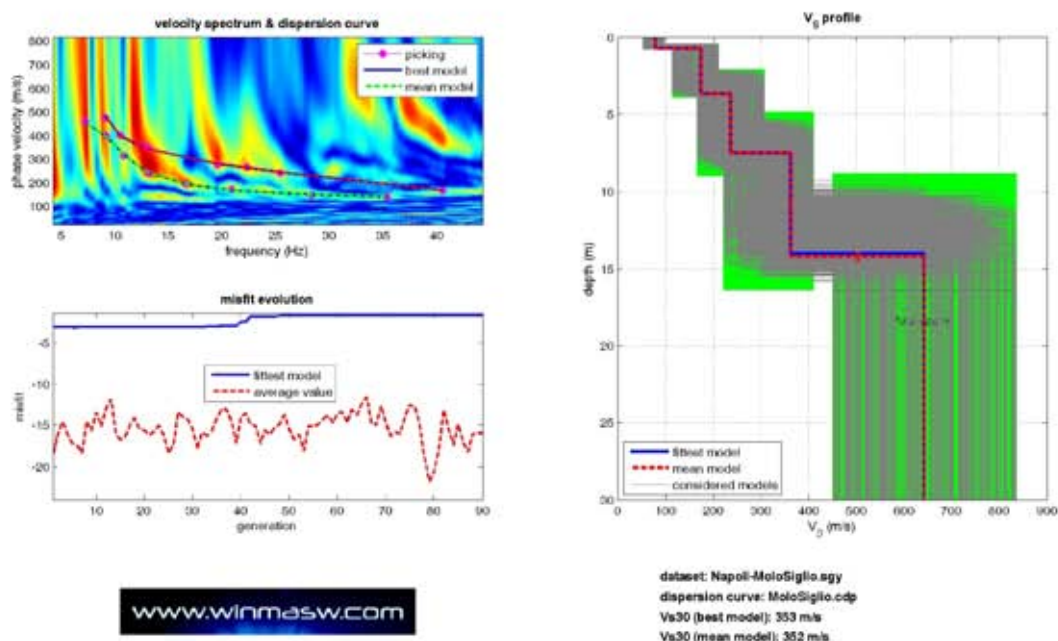 velocity spectrum & dispersion curve
800
700
600
500
400
300
200
100
phase velocity (m/s)
picking
best model
mean model
5 10 15 20 25 30 35 40
frequency (Hz)
misfit evolution
-5
-10
-15
-20
misfit
fittest model
average value
10 20 30 40 50 60 70 80 90
generation
www.winmasw.com
VS profile
0
5
10
15
20
25
30
depth (m)
fittest model
mean model
considered models
0 100 200 300 400 500 600 700 800 900
VS (m/s)
dataset: Napoli-MoloSiglio.sgy
dispersion curve: MoloSiglio.cdp
Vs30 (best model): 353 m/s
Vs30 (mean model): 352 m/s